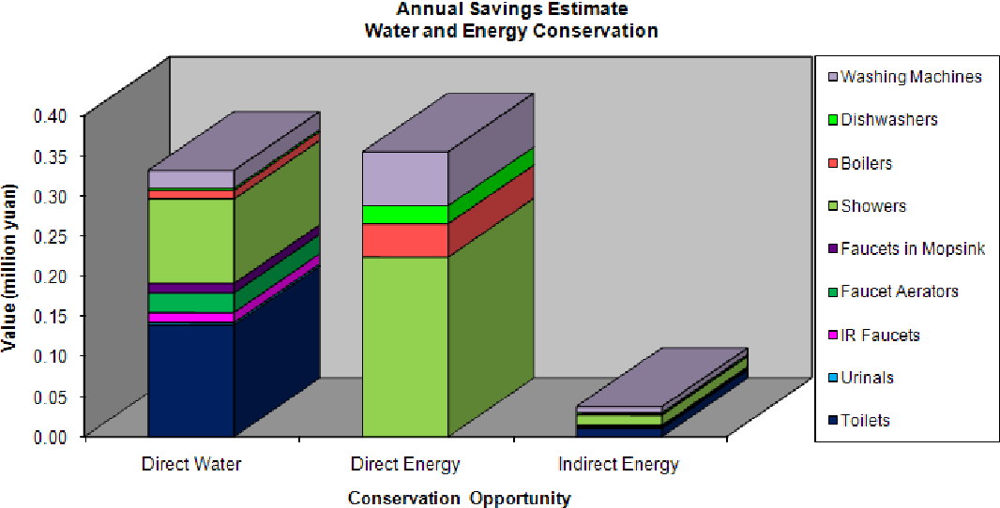 Annual Savings Estimate
Water and Energy Conservation
Value (million yuan)
0.40
0.35
0.30
0.25
0.20
0.15
0.10
0.05
0.00
Direct Water
Direct Energy
Indirect Energy
Conservation Opportunity
Washing Machines
Dishwashers
Boilers
Showers
Faucets in Mopsink
Faucet Aerators
IR Faucets
Urinals
Toilets